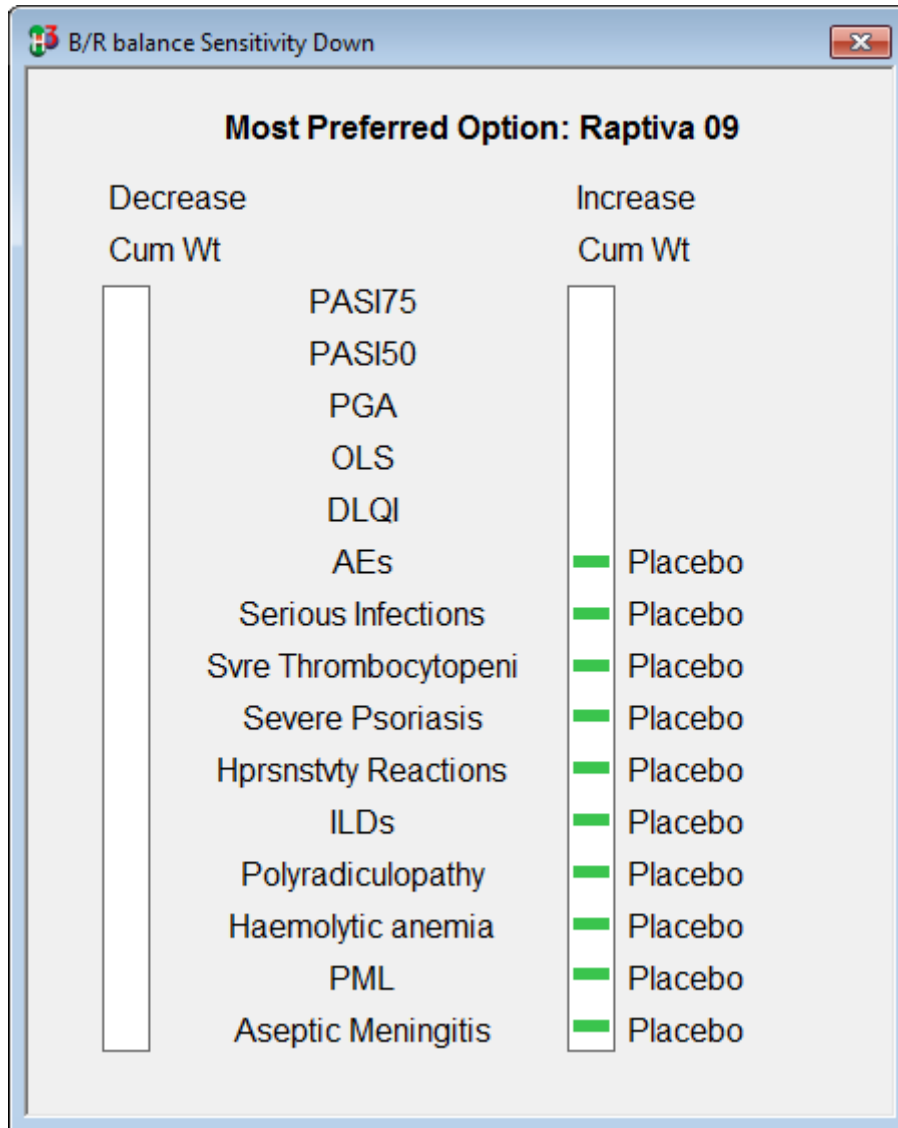 B/R balance Sensitivity Down
Most Preferred Option: Raptiva 09
Decrease Increase
Cum Wt Cum Wt
PASI75
PASI50
PGA
OLS
DLQI
AEs Placebo
Serious Infections Placebo
Svre Thrombocytopeni Placebo
Severe Psoriasis Placebo
Hprsnstvty Reactions Placebo
ILDs Placebo
Polyradiculopathy Placebo
Haemolytic anemia Placebo
PML Placebo
Aseptic Meningitis Placebo